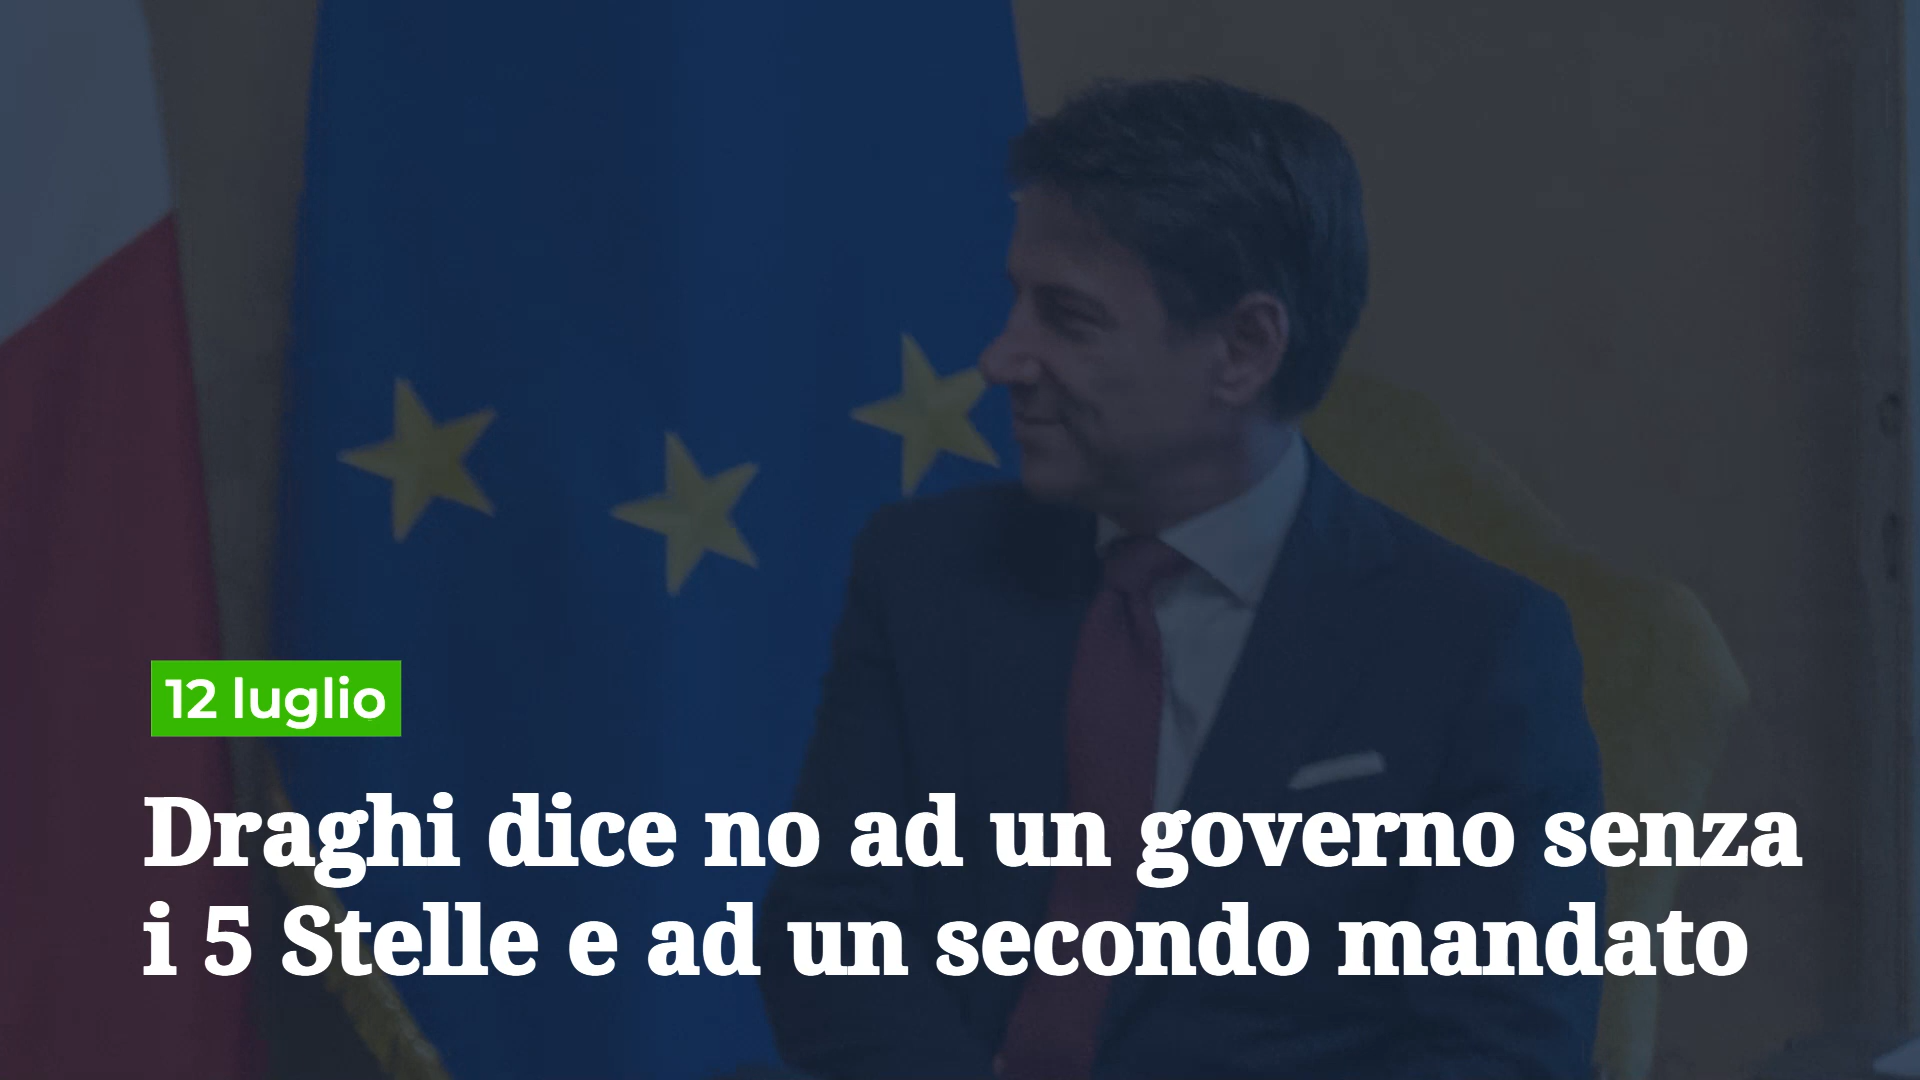 12 luglio
Draghi dice no ad un governo senza
i 5 Stelle e ad un secondo mandato